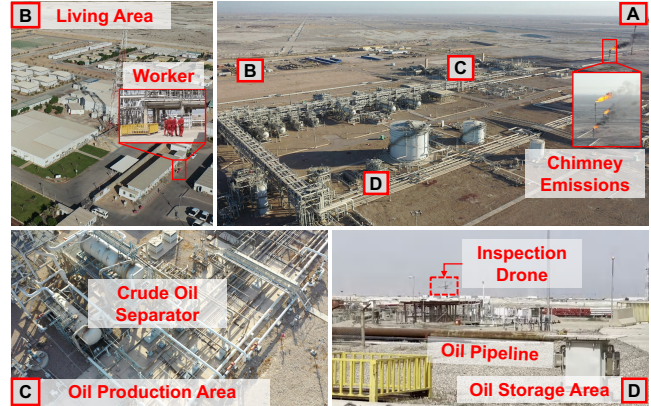 B
Living Area
Worker
A
B
C
D
Chimney
Emissions
Crude Oil
Separator
C
Oil Production Area
Inspection
Drone
Oil Pipeline
Oil Storage Area
D